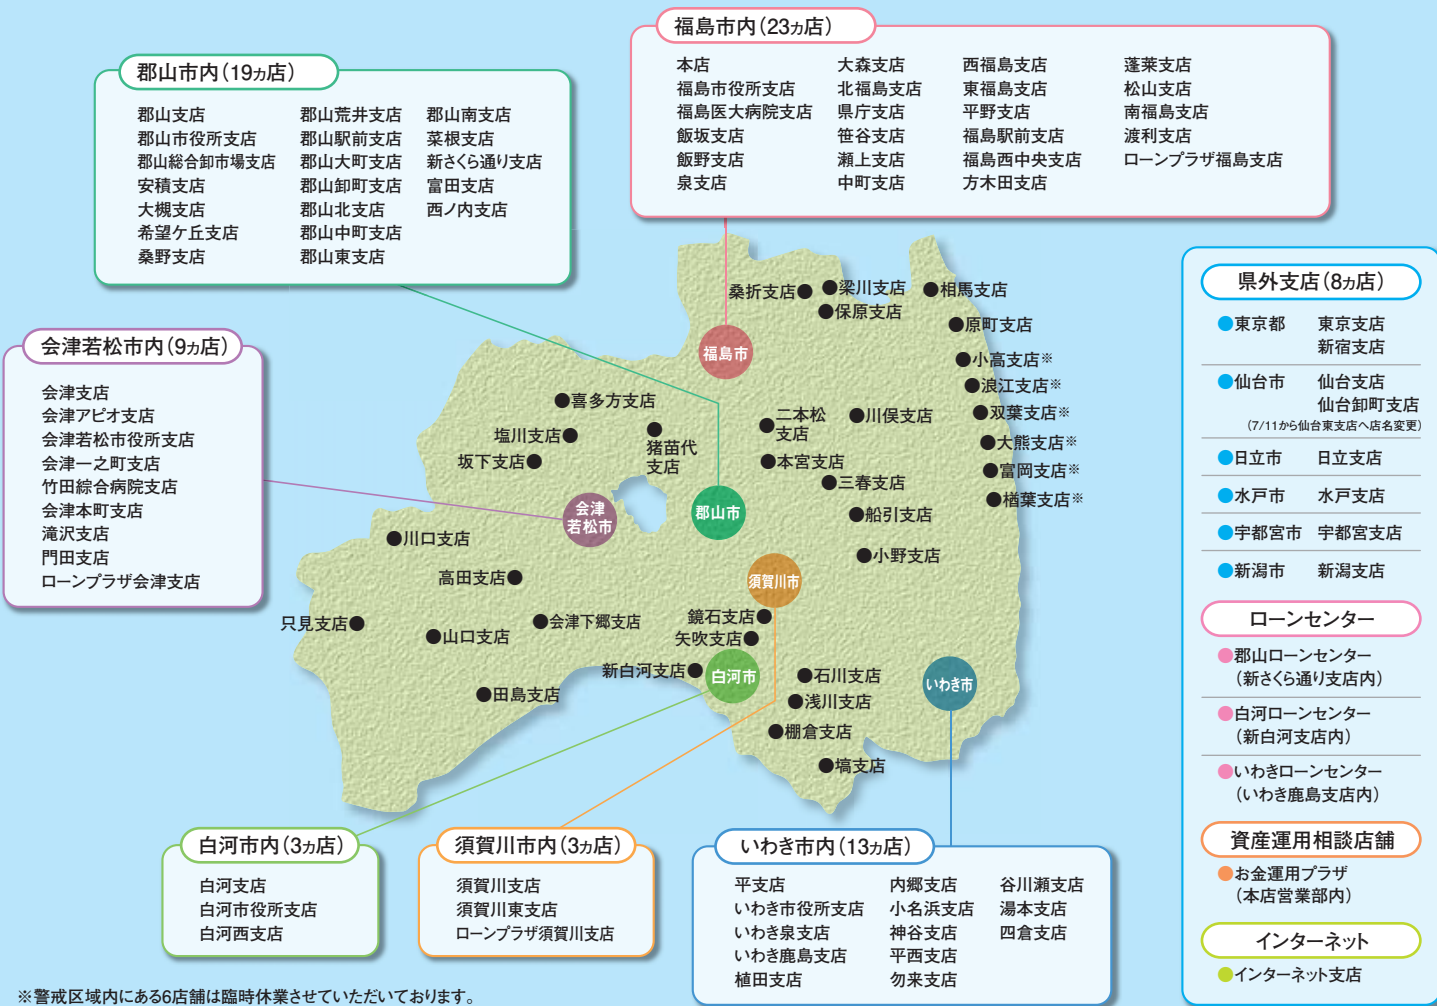 福島市内(23ヵ店)
本店
福島市役所支店
福島医大病院支店
飯坂支店
飯野支店
泉支店
大森支店
北福島支店
県庁支店
笹谷支店
瀬上支店
中町支店
西福島支店
東福島支店
平野支店
福島駅前支店
福島西中央支店
方木田支店
蓬莱支店
松山支店
南福島支店
渡利支店
ローンプラザ福島支店
郡山市内(19ヵ店)
郡山支店
郡山市役所支店
郡山総合卸市場支店
安積支店
大槻支店
希望ケ丘支店
桑野支店
郡山荒井支店
郡山駅前支店
郡山大町支店
郡山卸町支店
郡山北支店
郡山中町支店
郡山東支店
郡山南支店
菜根支店
新さくら通り支店
富田支店
西ノ内支店
会津若松市内(9ヵ店)
会津支店
会津アピオ支店
会津若松市役所支店
会津一之町支店
竹田綜合病院支店
会津本町支店
滝沢支店
門田支店
ローンプラザ会津支店
桑折支店●
●梁川支店
●保原支店
●相馬支店
●原町支店
福島市
●小高支店※
●浪江支店※
●双葉支店※
●大熊支店※
●富岡支店※
●楢葉支店※
●喜多方支店
塩川支店●
坂下支店●
●
猪苗代
支店
●二本松
支店
●川俣支店
●本宮支店
●三春支店
●船引支店
●小野支店
会津
若松市
郡山市
須賀川市
●川口支店
高田支店●
只見支店●
●山口支店
●会津下郷支店
●田島支店
鏡石支店●
矢吹支店●
新白河支店●
白河市
●石川支店
●浅川支店
●棚倉支店
●塙支店
いわき市
白河市内(3ヵ店)
白河支店
白河市役所支店
白河西支店
須賀川市内(3ヵ店)
須賀川支店
須賀川東支店
ローンプラザ須賀川支店
いわき市内(13ヵ店)
平支店
いわき市役所支店
いわき泉支店
いわき鹿島支店
植田支店
内郷支店
小名浜支店
神谷支店
平西支店
勿来支店
谷川瀬支店
湯本支店
四倉支店
県外支店(8ヵ店)
●東京都 東京支店
新宿支店
●仙台市 仙台支店
仙台卸町支店
(7/11から仙台東支店へ店名変更)
●日立市 日立支店
●水戸市 水戸支店
●宇都宮市 宇都宮支店
●新潟市 新潟支店
ローンセンター
●郡山ローンセンター
(新さくら通り支店内)
●白河ローンセンター
(新白河支店内)
●いわきローンセンター
(いわき鹿島支店内)
資産運用相談店舗
●お金運用プラザ
(本店営業部内)
インターネット
●インターネット支店
※警戒区域内にある6店舗は臨時休業させていただいております。